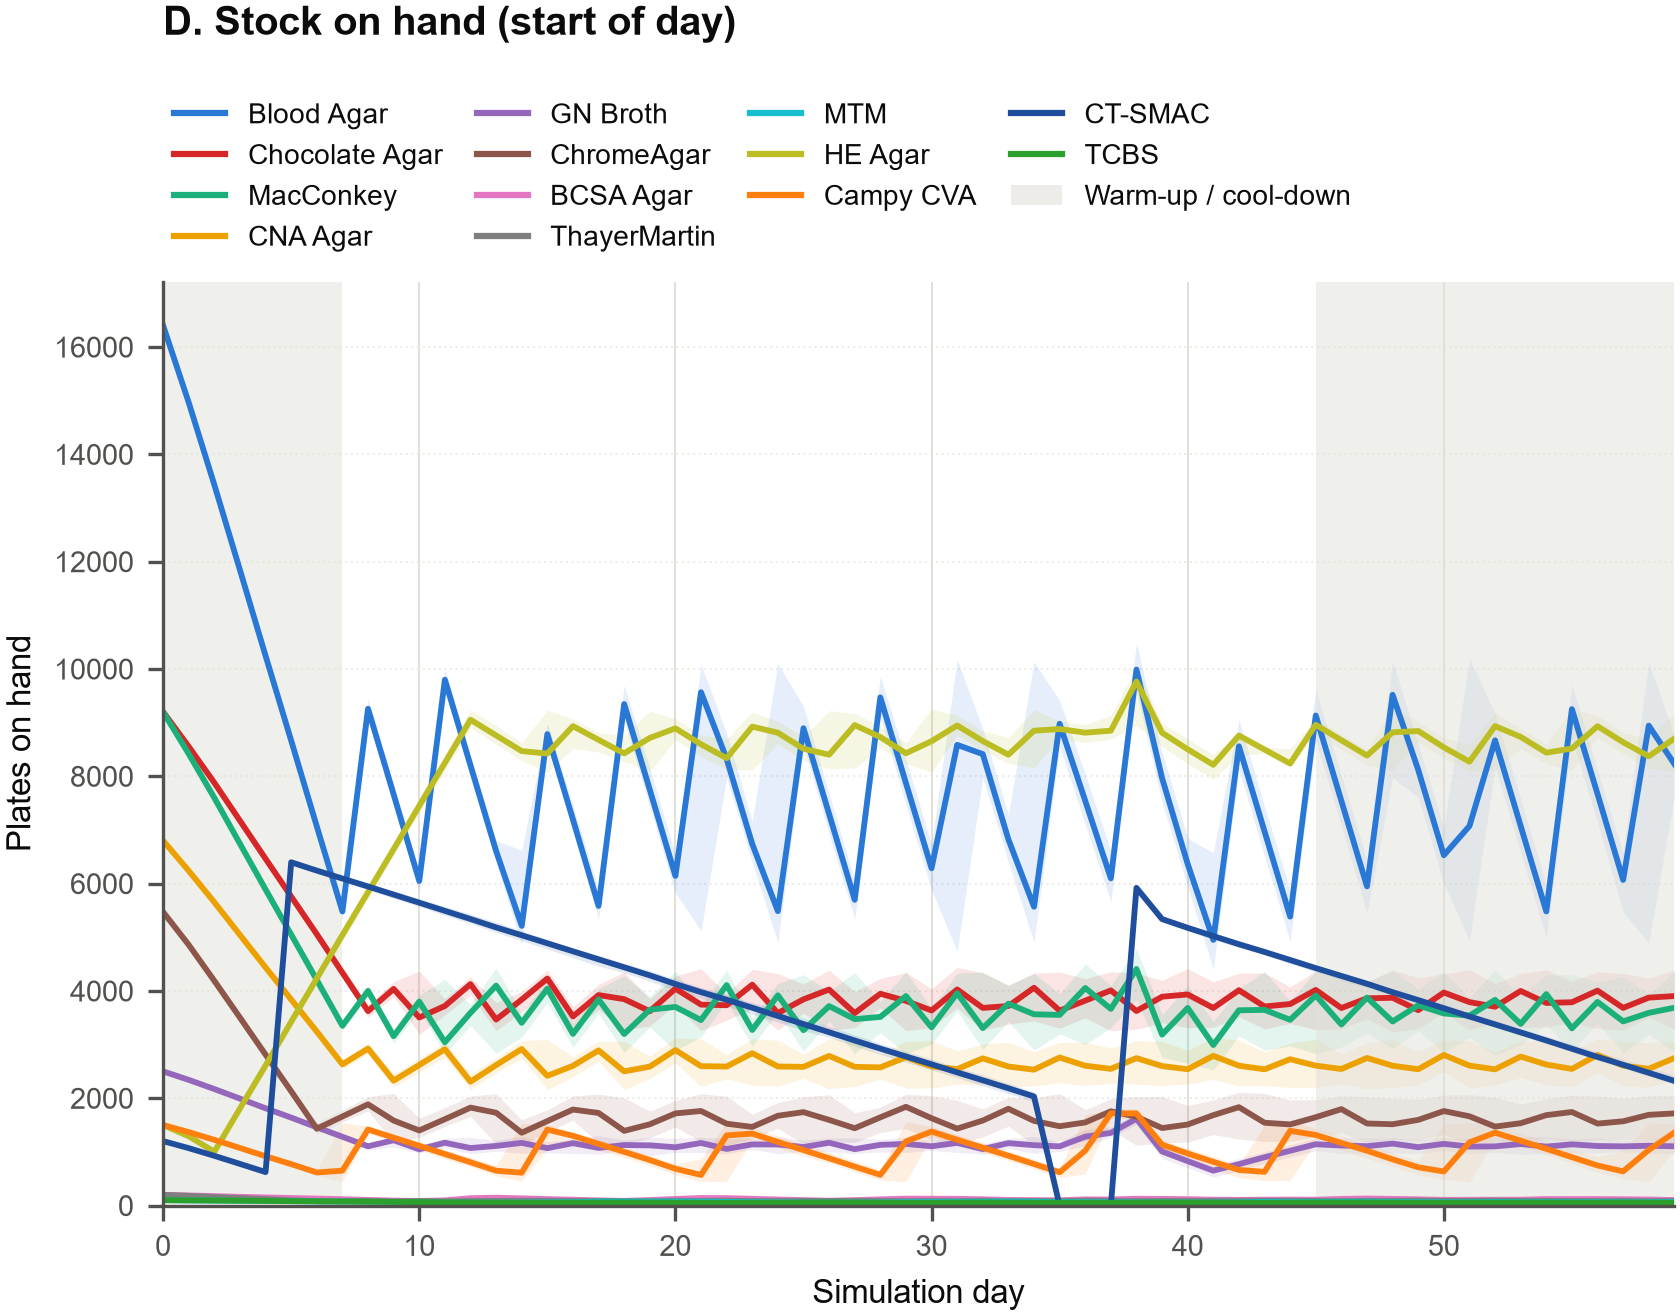 D. Stock on hand (start of day)
Blood Agar
Chocolate Agar
MacConkey
CNA Agar
GN Broth
ChromeAgar
BCSA Agar
ThayerMartin
MTM
HE Agar
Campy CVA
CT-SMAC
TCBS
Warm-up / cool-down
Plates on hand
16000
14000
12000
10000
8000
6000
4000
2000
0
0 10 20 30 40 50
Simulation day